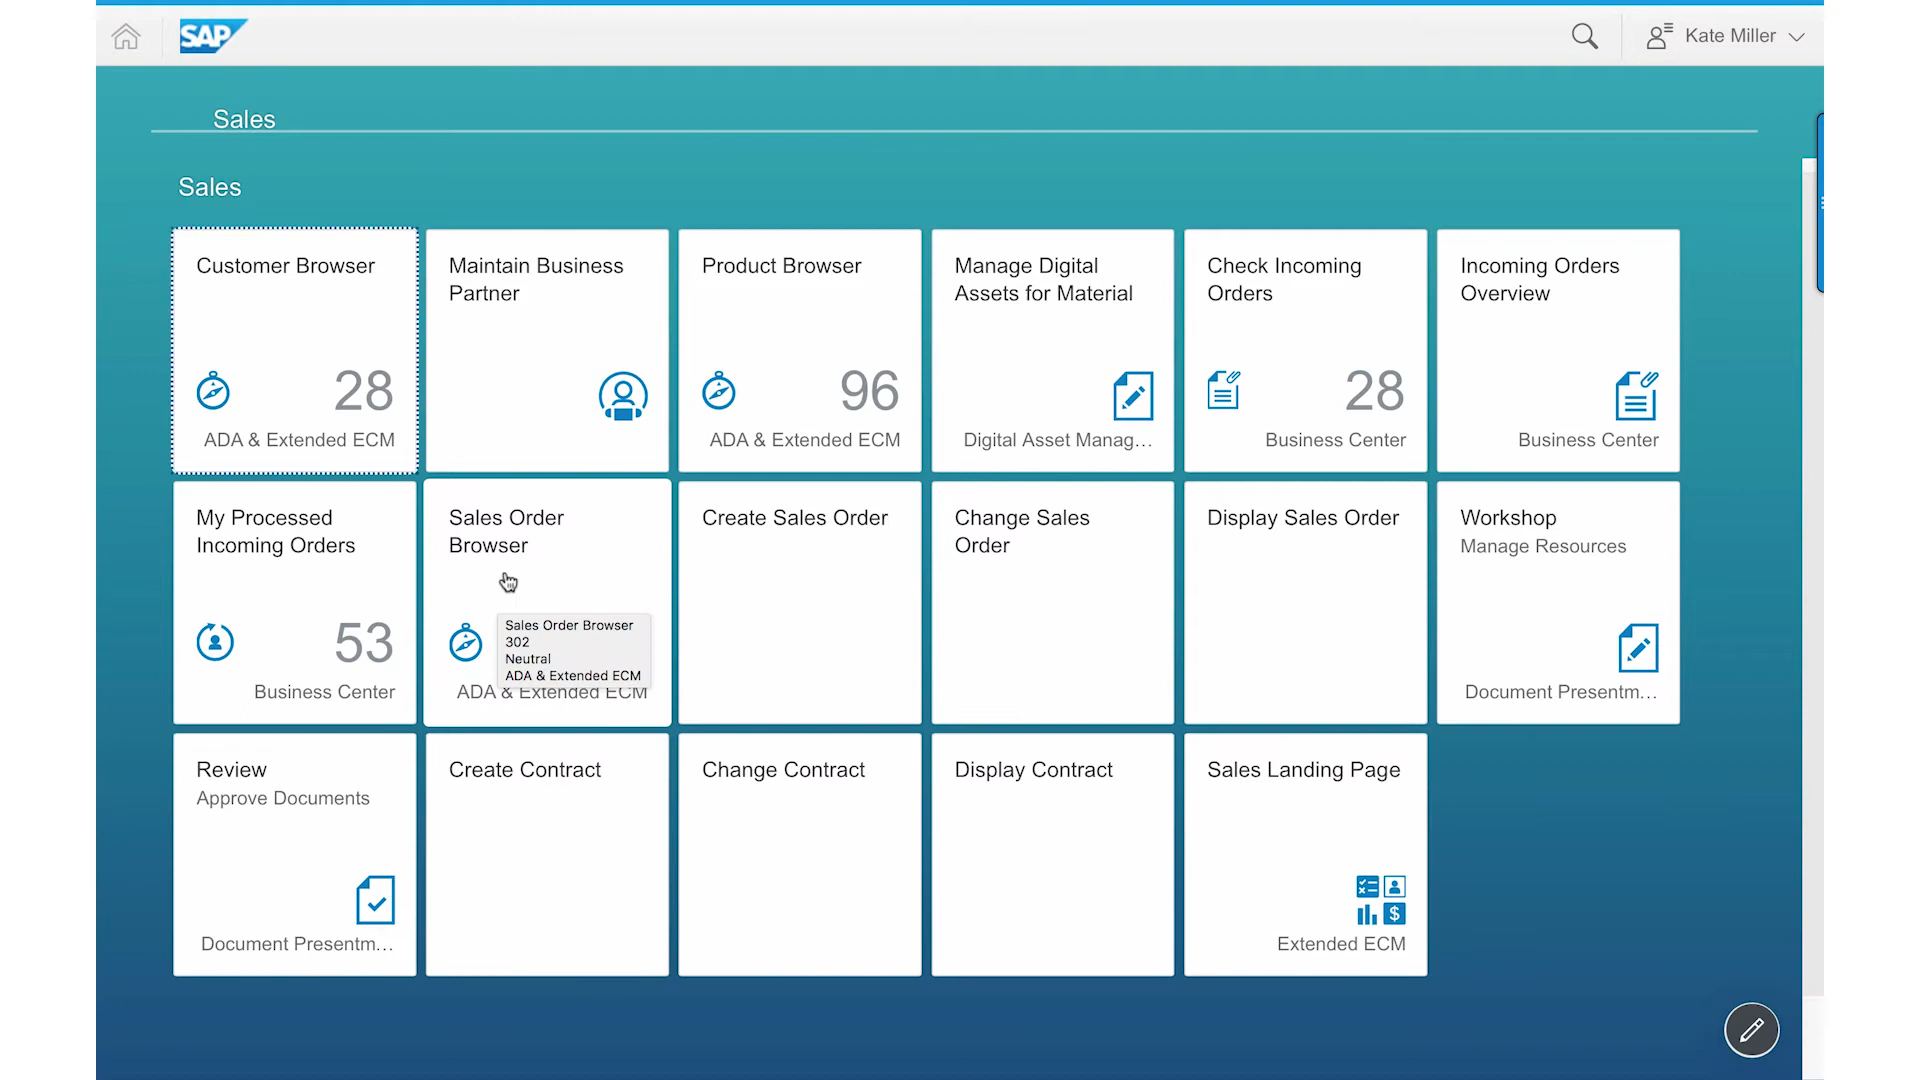 SAP
Kate Miller
Sales
Sales
Customer Browser
28
ADA & Extended ECM
Maintain Business
Partner
Product Browser
96
ADA & Extended ECM
Manage Digital
Assets for Material
Digital Asset Manag...
Check Incoming
Orders
28
Business Center
Incoming Orders
Overview
Business Center
My Processed
Incoming Orders
53
Business Center
Sales Order
Browser
Sales Order Browser
302
Neutral
ADA & Extended ECM
ADA & Extended ECM
Create Sales Order
Change Sales
Order
Display Sales Order
Workshop
Manage Resources
Document Presentm...
Review
Approve Documents
Document Presentm...
Create Contract
Change Contract
Display Contract
Sales Landing Page
Extended ECM